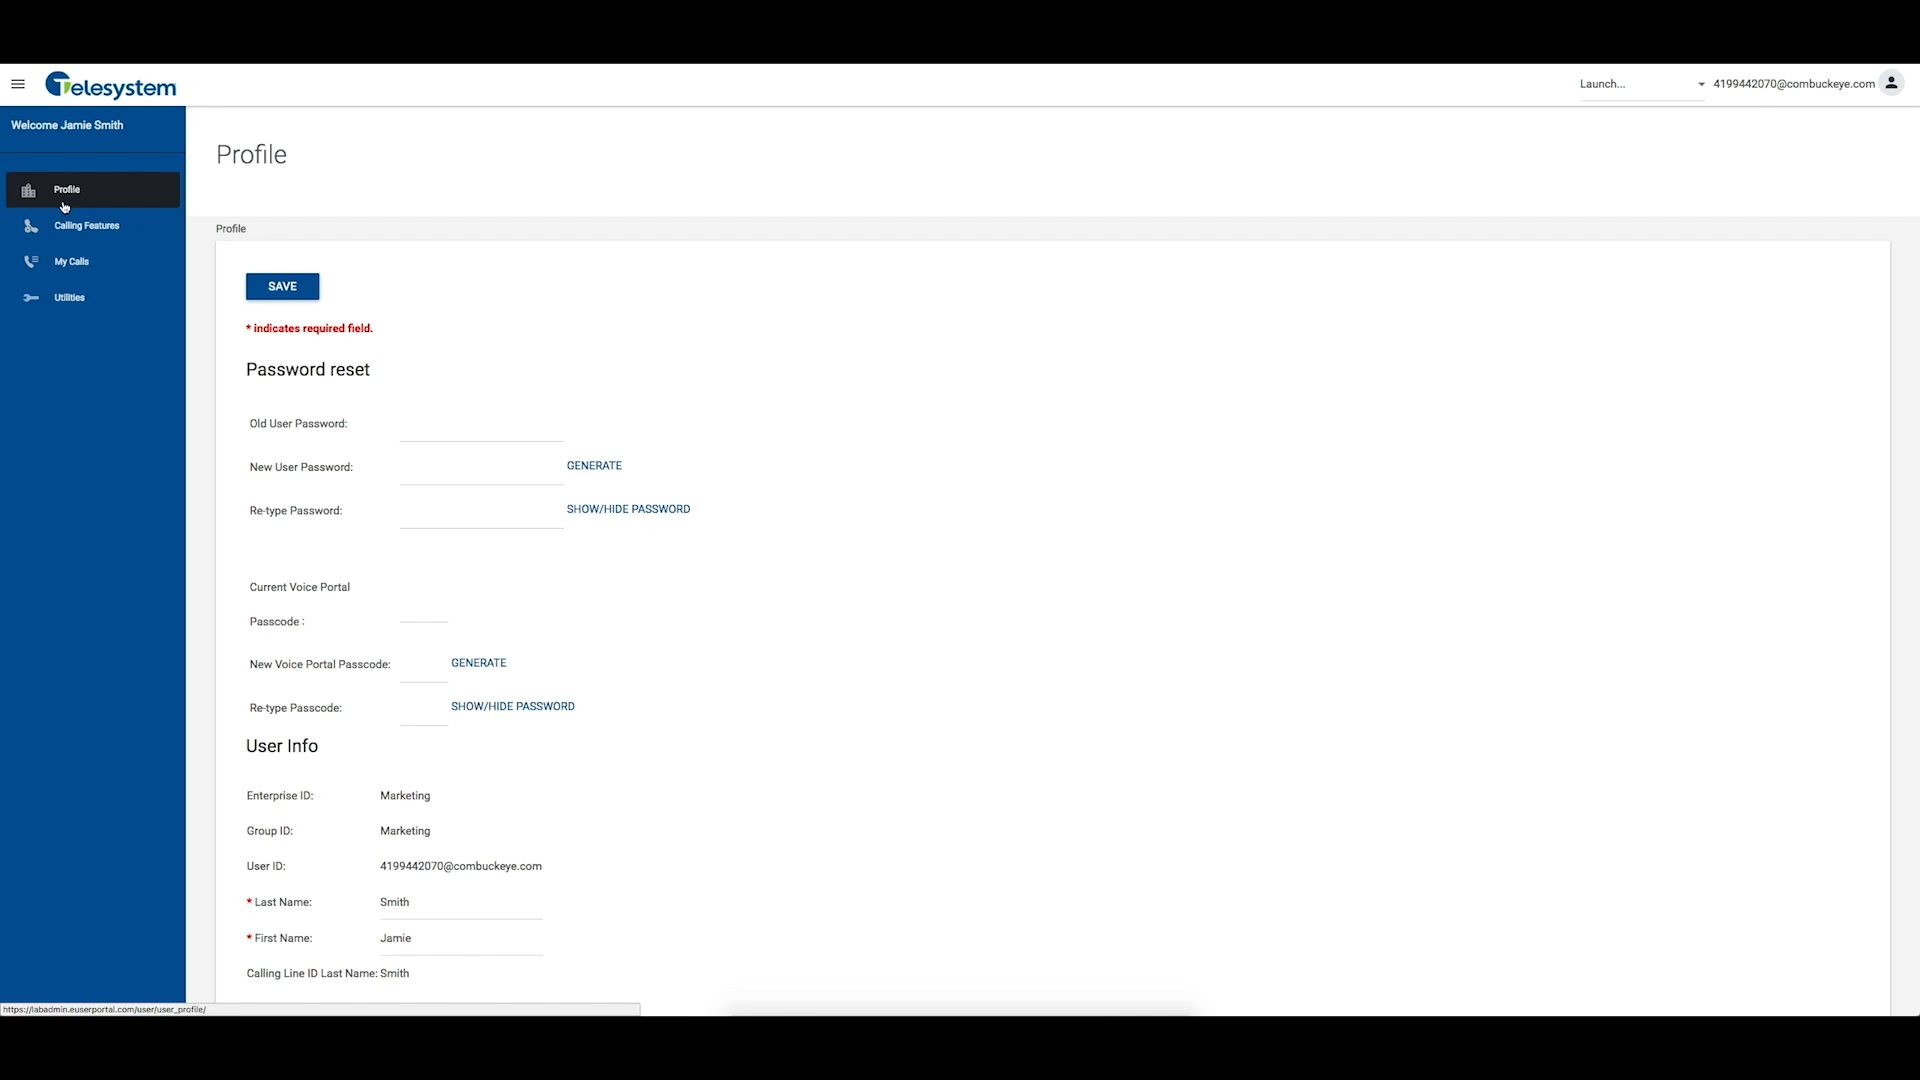 Telesystem
Launch...
4199442070@combuckeye.com
Welcome Jamie Smith
Profile
Calling Features
My Calls
Utilities
Profile
Profile
SAVE
* indicates required field.
Password reset
Old User Password:
New User Password:
GENERATE
Re-type Password:
SHOW/HIDE PASSWORD
Current Voice Portal
Passcode :
New Voice Portal Passcode:
GENERATE
Re-type Passcode:
SHOW/HIDE PASSWORD
User Info
Enterprise ID: Marketing
Group ID: Marketing
User ID: 4199442070@combuckeye.com
* Last Name: Smith
* First Name: Jamie
Calling Line ID Last Name: Smith
https://labadmin.euserportal.com/user/user_profile/